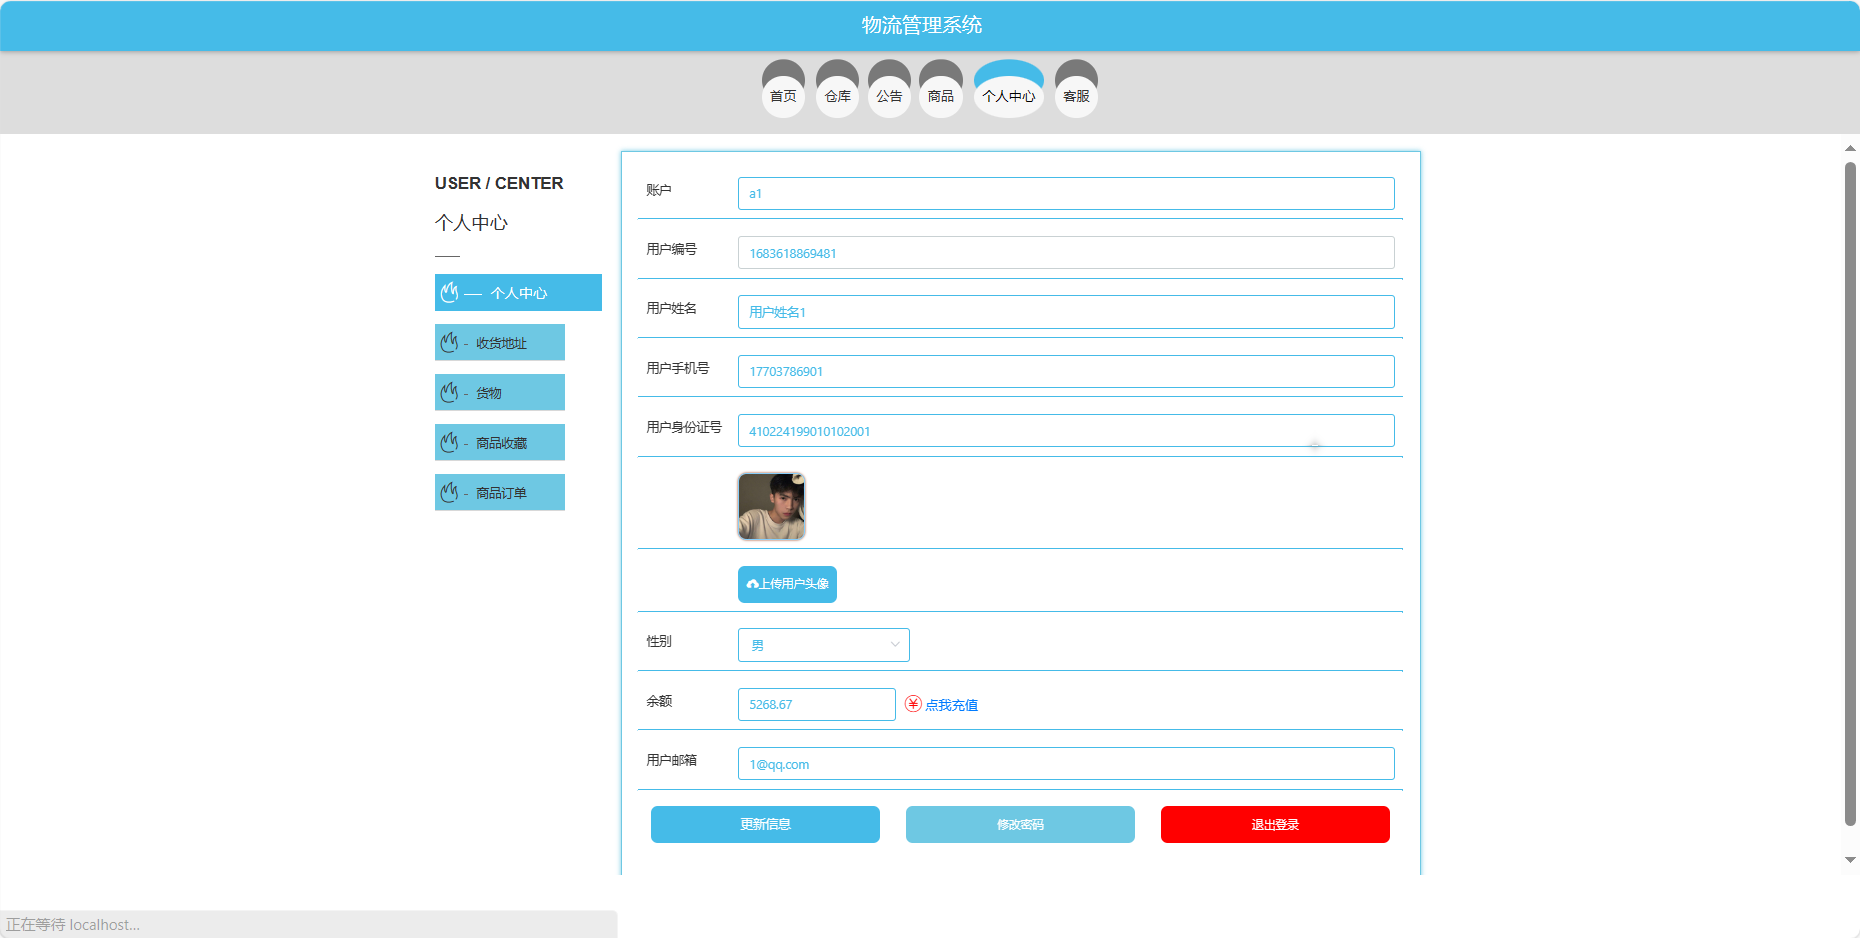 物流管理系统
首页 仓库 公告 商品 个人中心 客服
USER / CENTER
个人中心
个人中心
- 收货地址
- 货物
- 商品收藏
- 商品订单
账户 a1
用户编号 1683618869481
用户姓名 用户姓名1
用户手机号 17703786901
用户身份证号 410224199010102001
上传用户头像
性别 男
余额 5268.67 ¥ 点我充值
用户邮箱 1@qq.com
更新信息 修改密码 退出登录
正在等待 localhost...